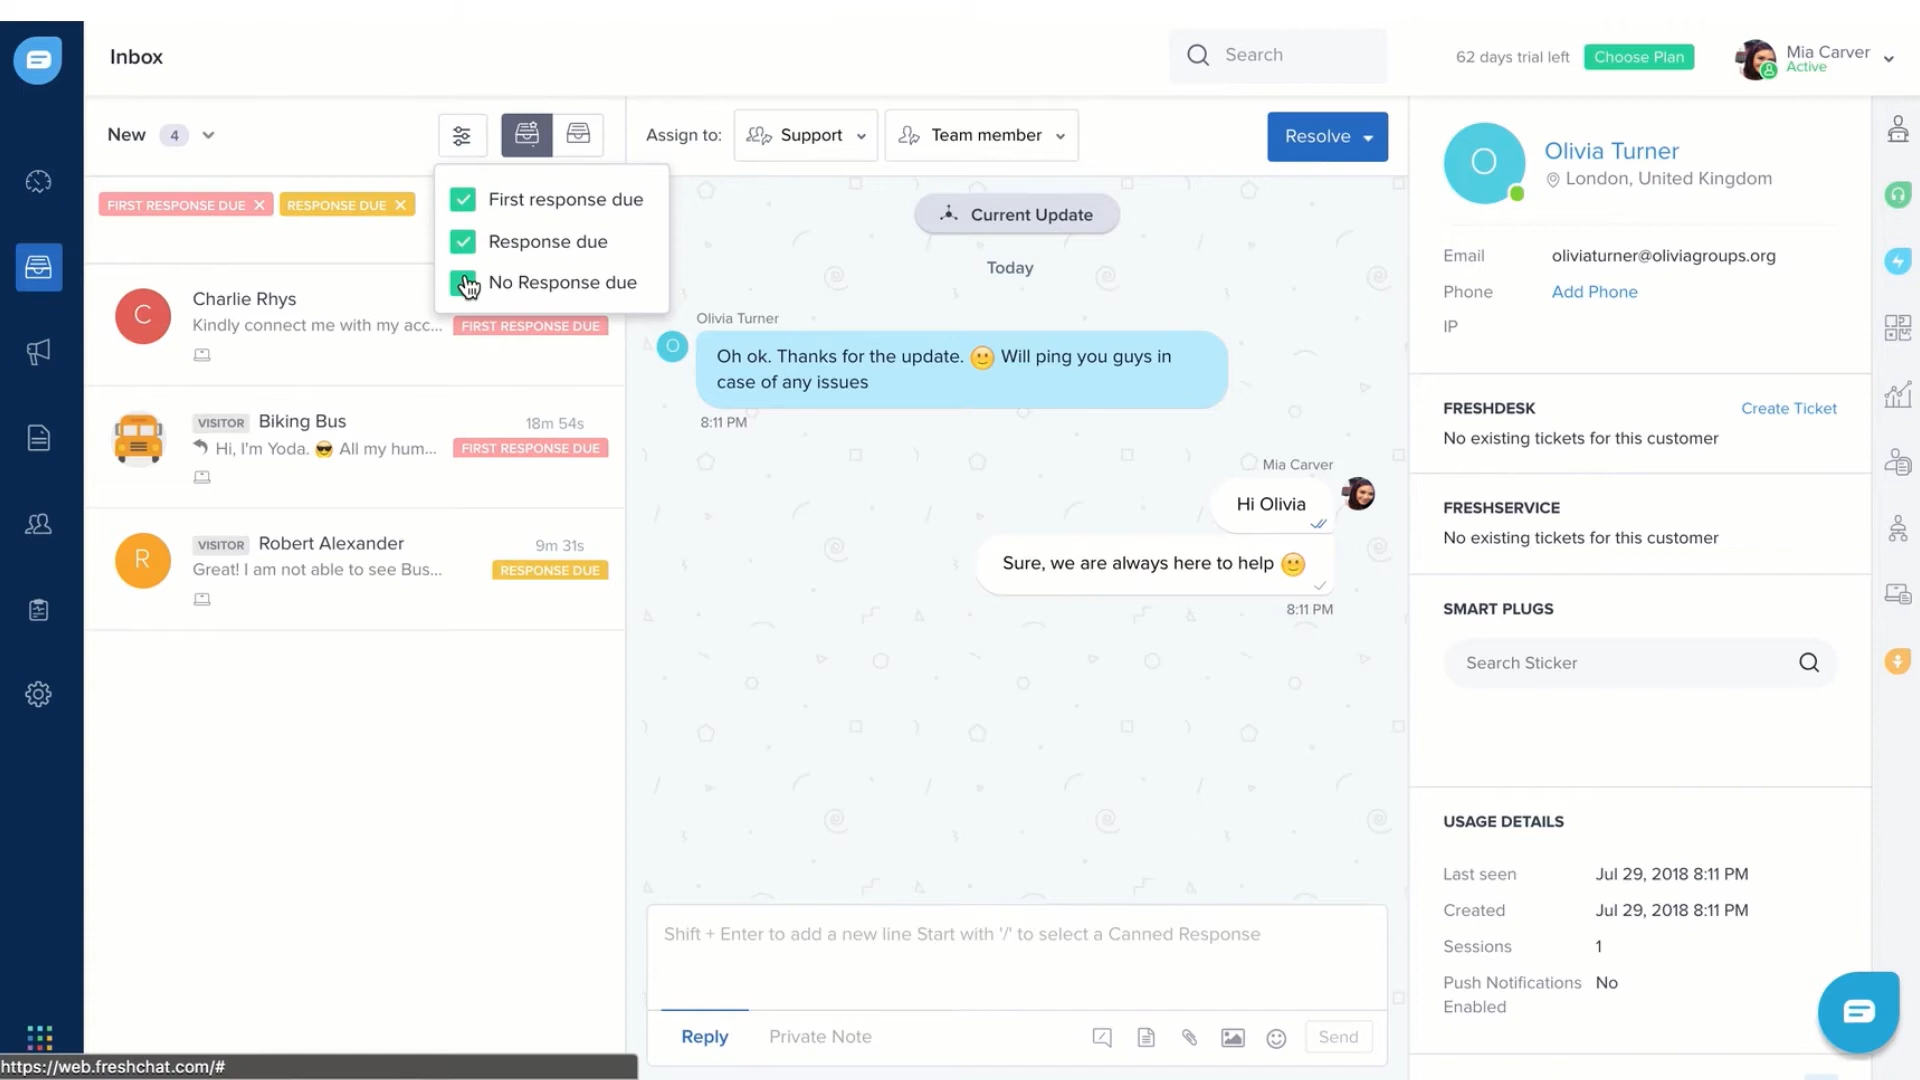 Inbox
Search
62 days trial left
Choose Plan
Mia Carver
Active
New 4
Assign to:
Support
Team member
Resolve
FIRST RESPONSE DUE ×
RESPONSE DUE ×
First response due
Response due
No Response due
Charlie Rhys
Kindly connect me with my acc...
FIRST RESPONSE DUE
VISITOR Biking Bus
18m 54s
Hi, I'm Yoda. 😎 All my hum...
FIRST RESPONSE DUE
R
VISITOR Robert Alexander
9m 31s
Great! I am not able to see Bus...
RESPONSE DUE
C
Current Update
Today
Olivia Turner
O
Oh ok. Thanks for the update. 🙂 Will ping you guys in
case of any issues
8:11 PM
Mia Carver
Hi Olivia
Sure, we are always here to help 🙂
8:11 PM
Shift + Enter to add a new line Start with '/' to select a Canned Response
Reply
Private Note
Send
O
Olivia Turner
London, United Kingdom
Email oliviaturner@oliviagroups.org
Phone Add Phone
IP
FRESHDESK
Create Ticket
No existing tickets for this customer
FRESHSERVICE
No existing tickets for this customer
SMART PLUGS
Search Sticker
USAGE DETAILS
Last seen Jul 29, 2018 8:11 PM
Created Jul 29, 2018 8:11 PM
Sessions 1
Push Notifications No
Enabled
https://web.freshchat.com/#